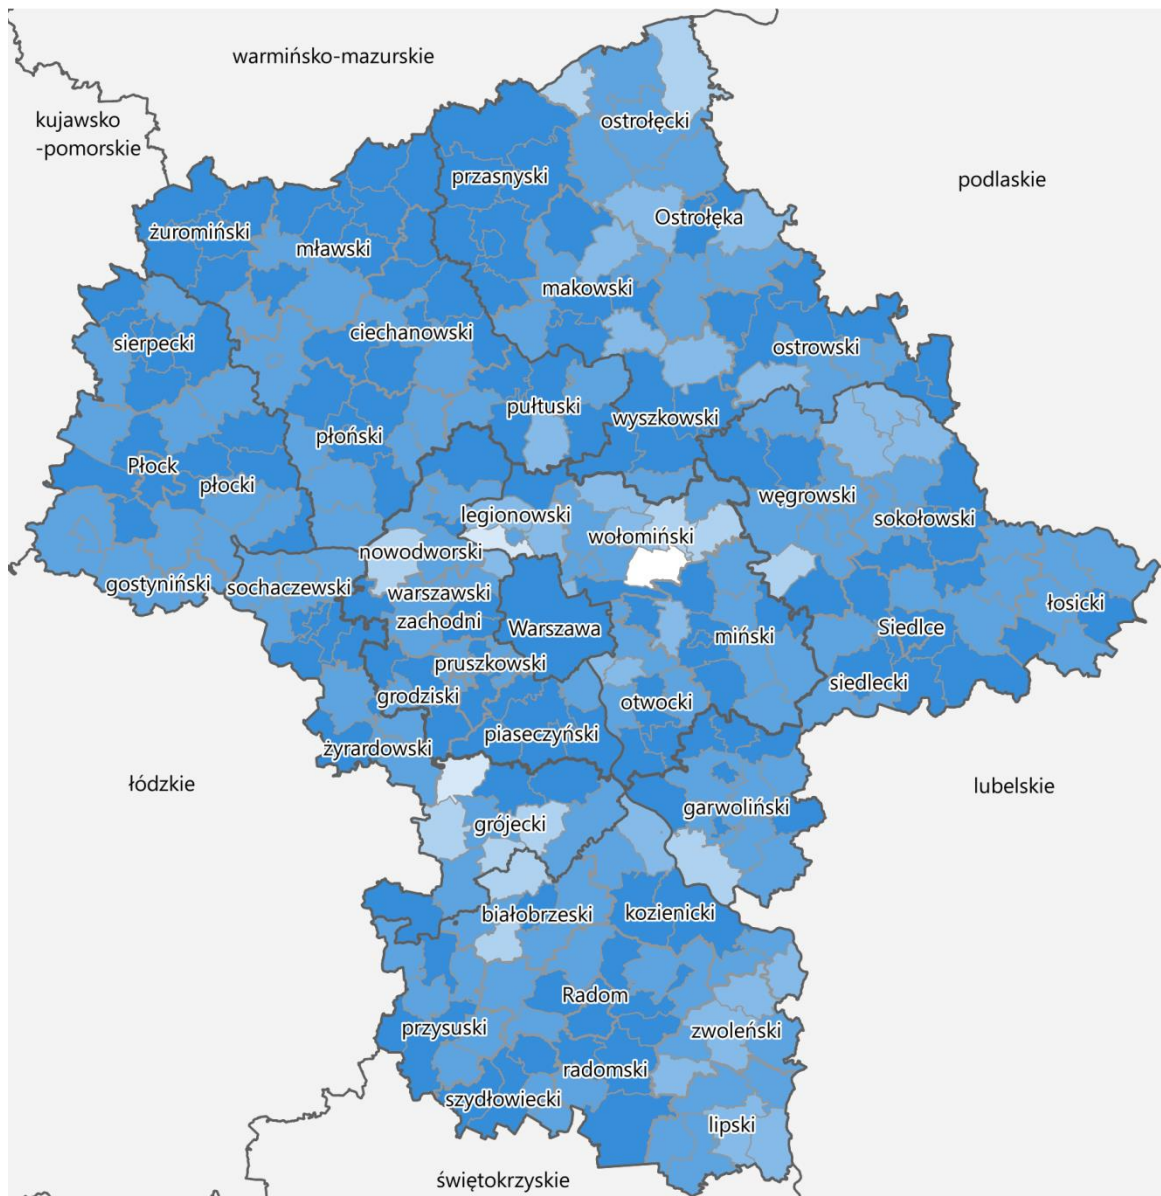 warmińsko-mazurskie
kujawsko
-pomorskie
ostrołęcki
podlaskie
przasnyski
Ostrołęka
żuromiński
mławski
makowski
ciechanowski
sierpecki
ostrowski
pułtuski
wyszkowski
płoński
Płock
płocki
węgrowski
legionowski
sokołowski
wołomiński
nowodworski
gostyniński
sochaczewski
warszawski
zachodni
łosicki
Warszawa
Siedlce
miński
pruszkowski
siedlecki
grodziski
otwocki
piaseczyński
żyrardowski
łódzkie
lubelskie
garwoliński
grójecki
białobrzeski
kozienicki
Radom
przysuski
zwoleński
radomski
szydłowiecki
lipski
świętokrzyskie